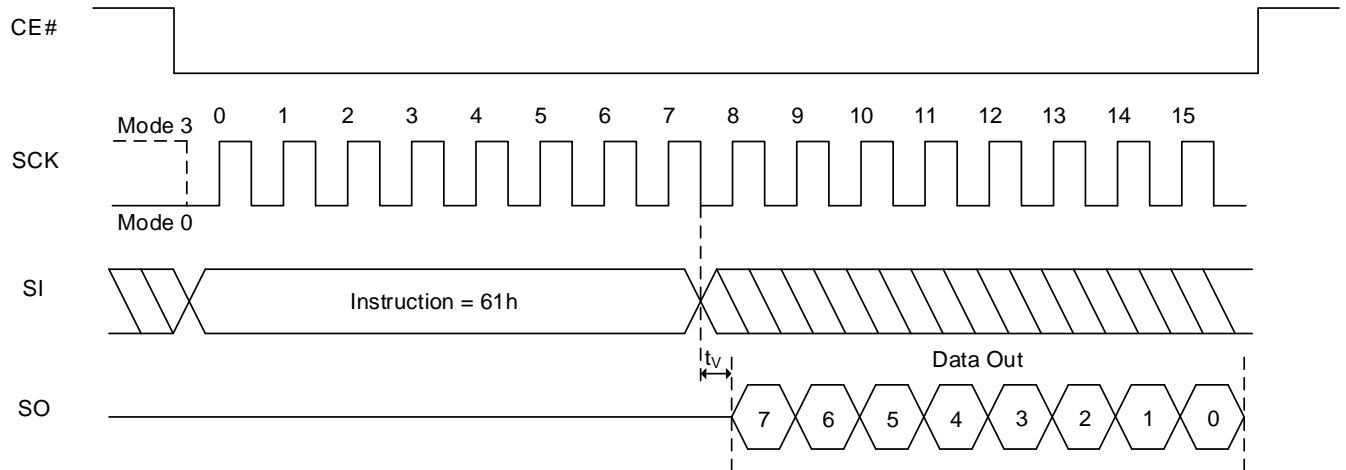 CE#
0 1 2 3 4 5 6 7 8 9 10 11 12 13 14 15
Mode 3
SCK
Mode 0
SI
Instruction = 61h
tV
Data Out
SO
7 6 5 4 3 2 1 0